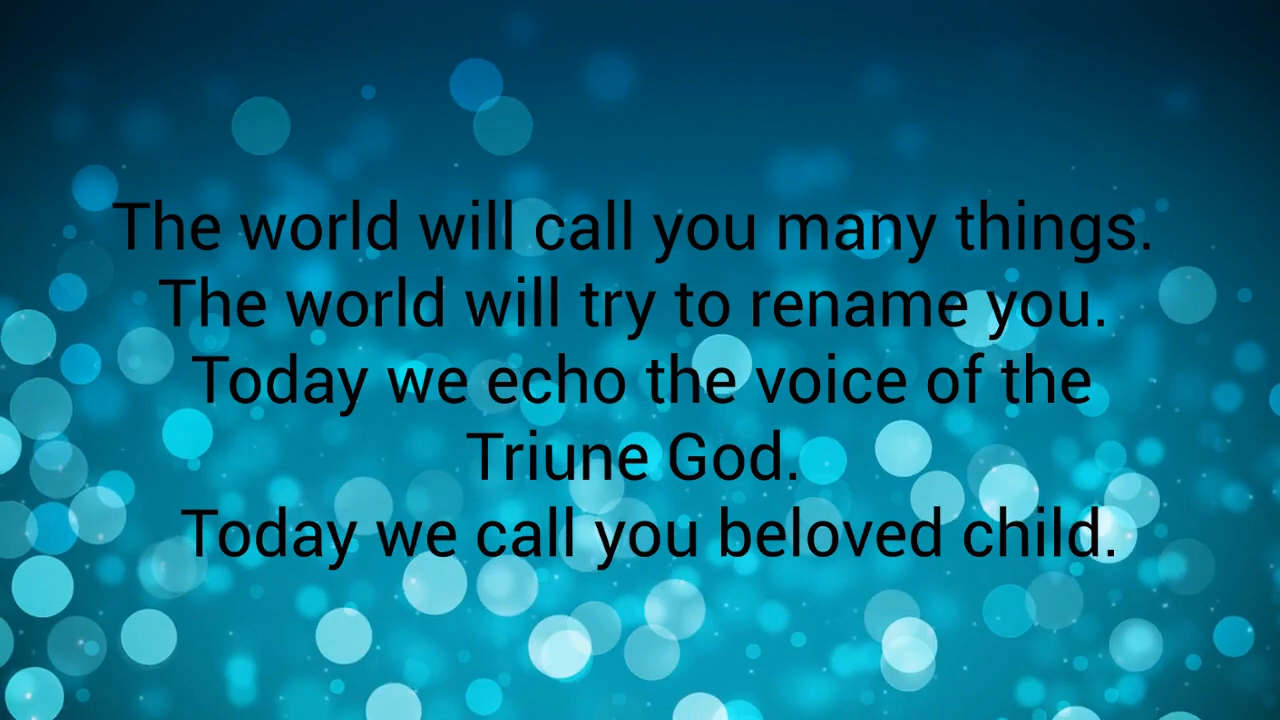 The world will call you many things.
The world will try to rename you.
Today we echo the voice of the
Triune God.
Today we call you beloved child.